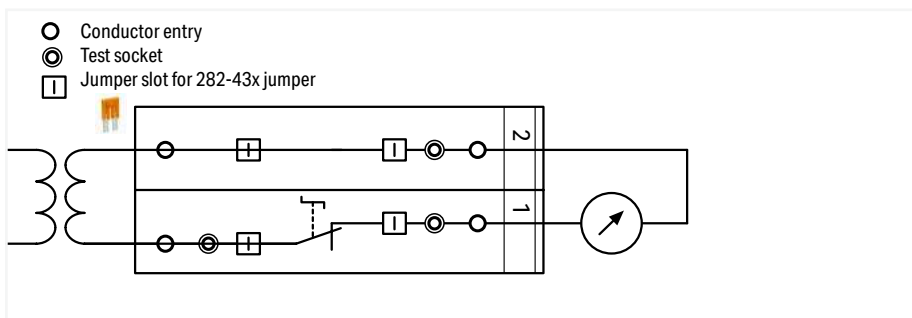 Conductor entry
Test socket
Jumper slot for 282-43x jumper
2
1